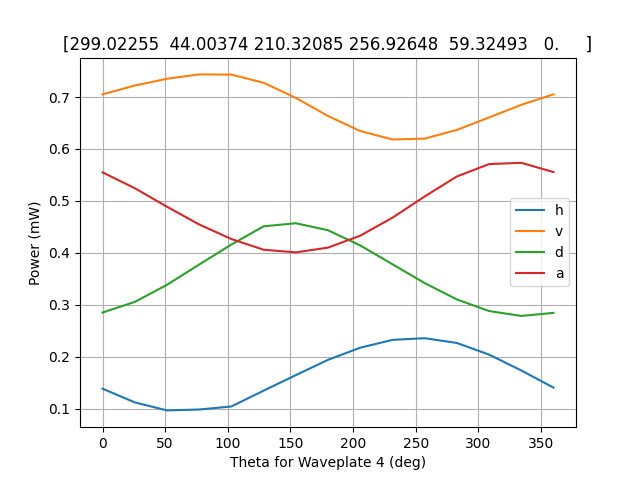 [299.02255  44.00374 210.32085 256.92648  59.32493   0.     ]
0.7
0.6
0.5
0.4
0.3
0.2
0.1
Power (mW)
h
v
d
a
0 50 100 150 200 250 300 350
Theta for Waveplate 4 (deg)